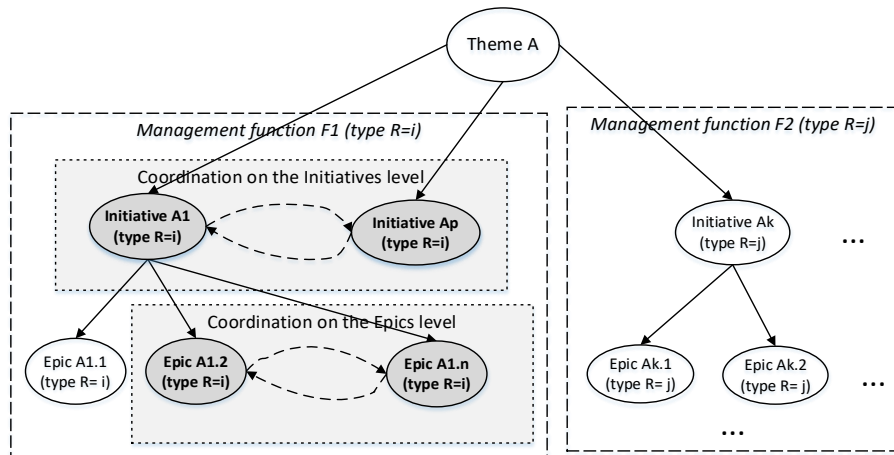 Theme A
Management function F1 (type R=i)
Management function F2 (type R=j)
Coordination on the Initiatives level
Initiative A1
(type R=i)
Initiative Ap
(type R=i)
Initiative Ak
(type R=j)
...
Coordination on the Epics level
Epic A1.1
(type R= i)
Epic A1.2
(type R=i)
Epic A1.n
(type R=i)
Epic Ak.1
(type R= j)
Epic Ak.2
(type R= j)
...
...